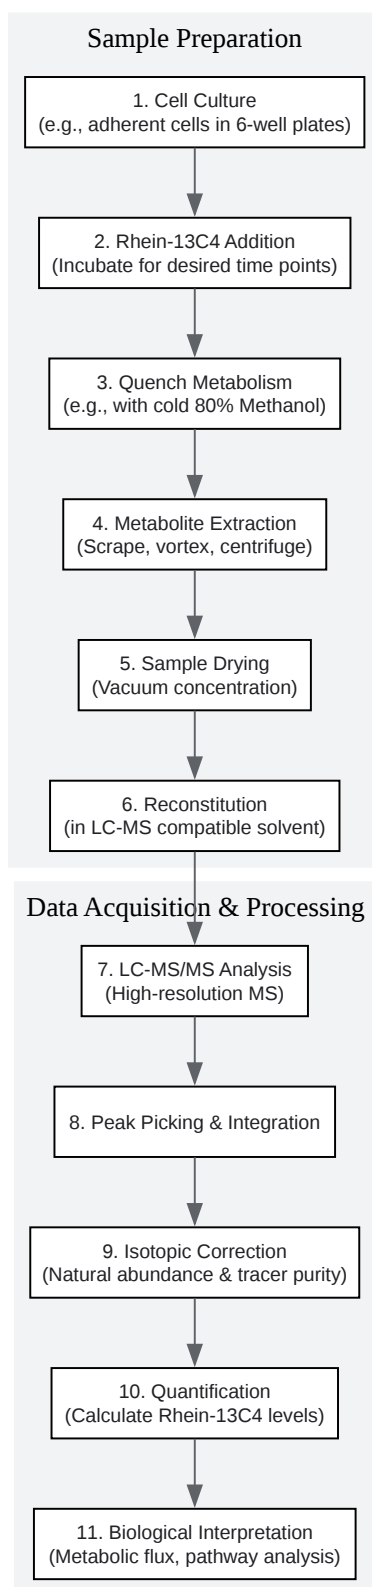 Sample Preparation
1. Cell Culture
(e.g., adherent cells in 6-well plates)
2. Rhein-13C4 Addition
(Incubate for desired time points)
3. Quench Metabolism
(e.g., with cold 80% Methanol)
4. Metabolite Extraction
(Scrape, vortex, centrifuge)
5. Sample Drying
(Vacuum concentration)
6. Reconstitution
(in LC-MS compatible solvent)
Data Acquisition & Processing
7. LC-MS/MS Analysis
(High-resolution MS)
8. Peak Picking & Integration
9. Isotopic Correction
(Natural abundance & tracer purity)
10. Quantification
(Calculate Rhein-13C4 levels)
11. Biological Interpretation
(Metabolic flux, pathway analysis)